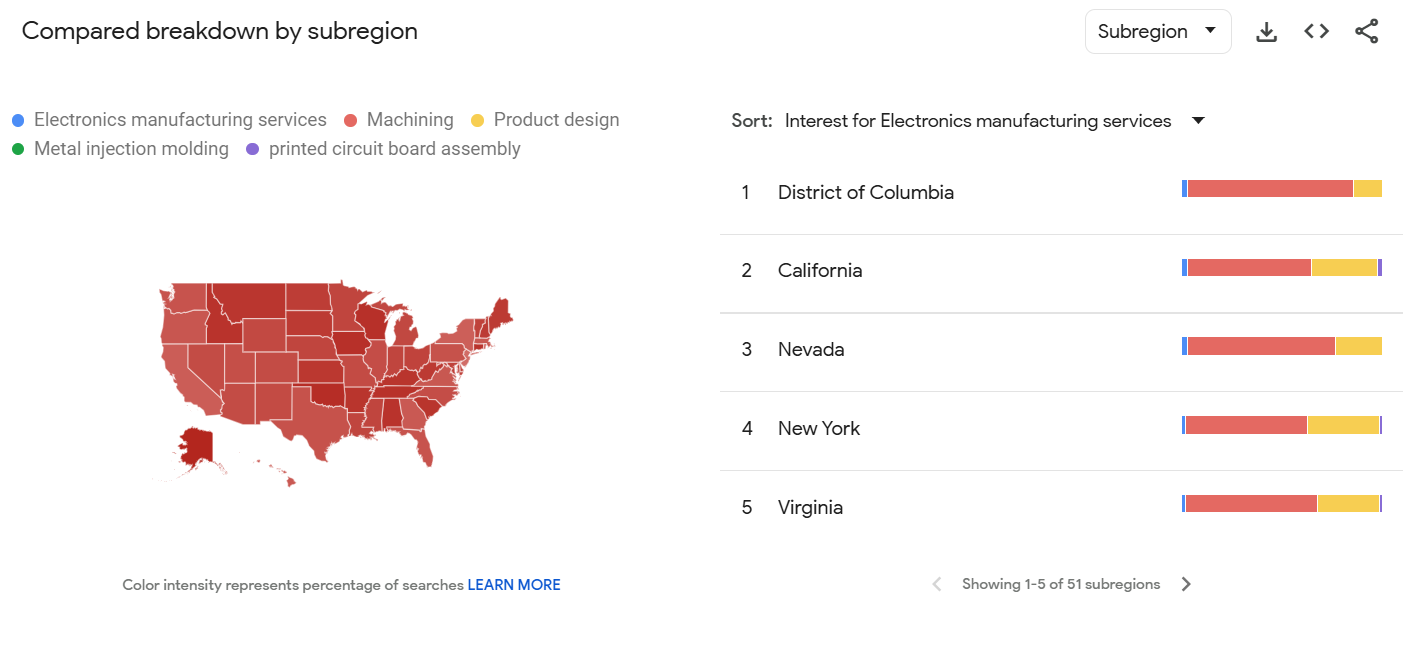 Compared breakdown by subregion
Subregion
Electronics manufacturing services Machining Product design
Metal injection molding printed circuit board assembly
Sort: Interest for Electronics manufacturing services
1 District of Columbia
2 California
3 Nevada
4 New York
5 Virginia
Color intensity represents percentage of searches LEARN MORE
Showing 1-5 of 51 subregions